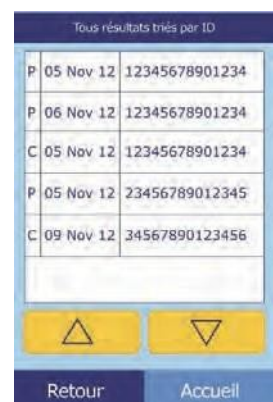 Tous résultats triés par ID
P 05 Nov 12 12345678901234
P 06 Nov 12 12345678901234
C 05 Nov 12 12345678901234
P 05 Nov 12 23456789012345
C 09 Nov 12 34567890123456
Retour Accueil